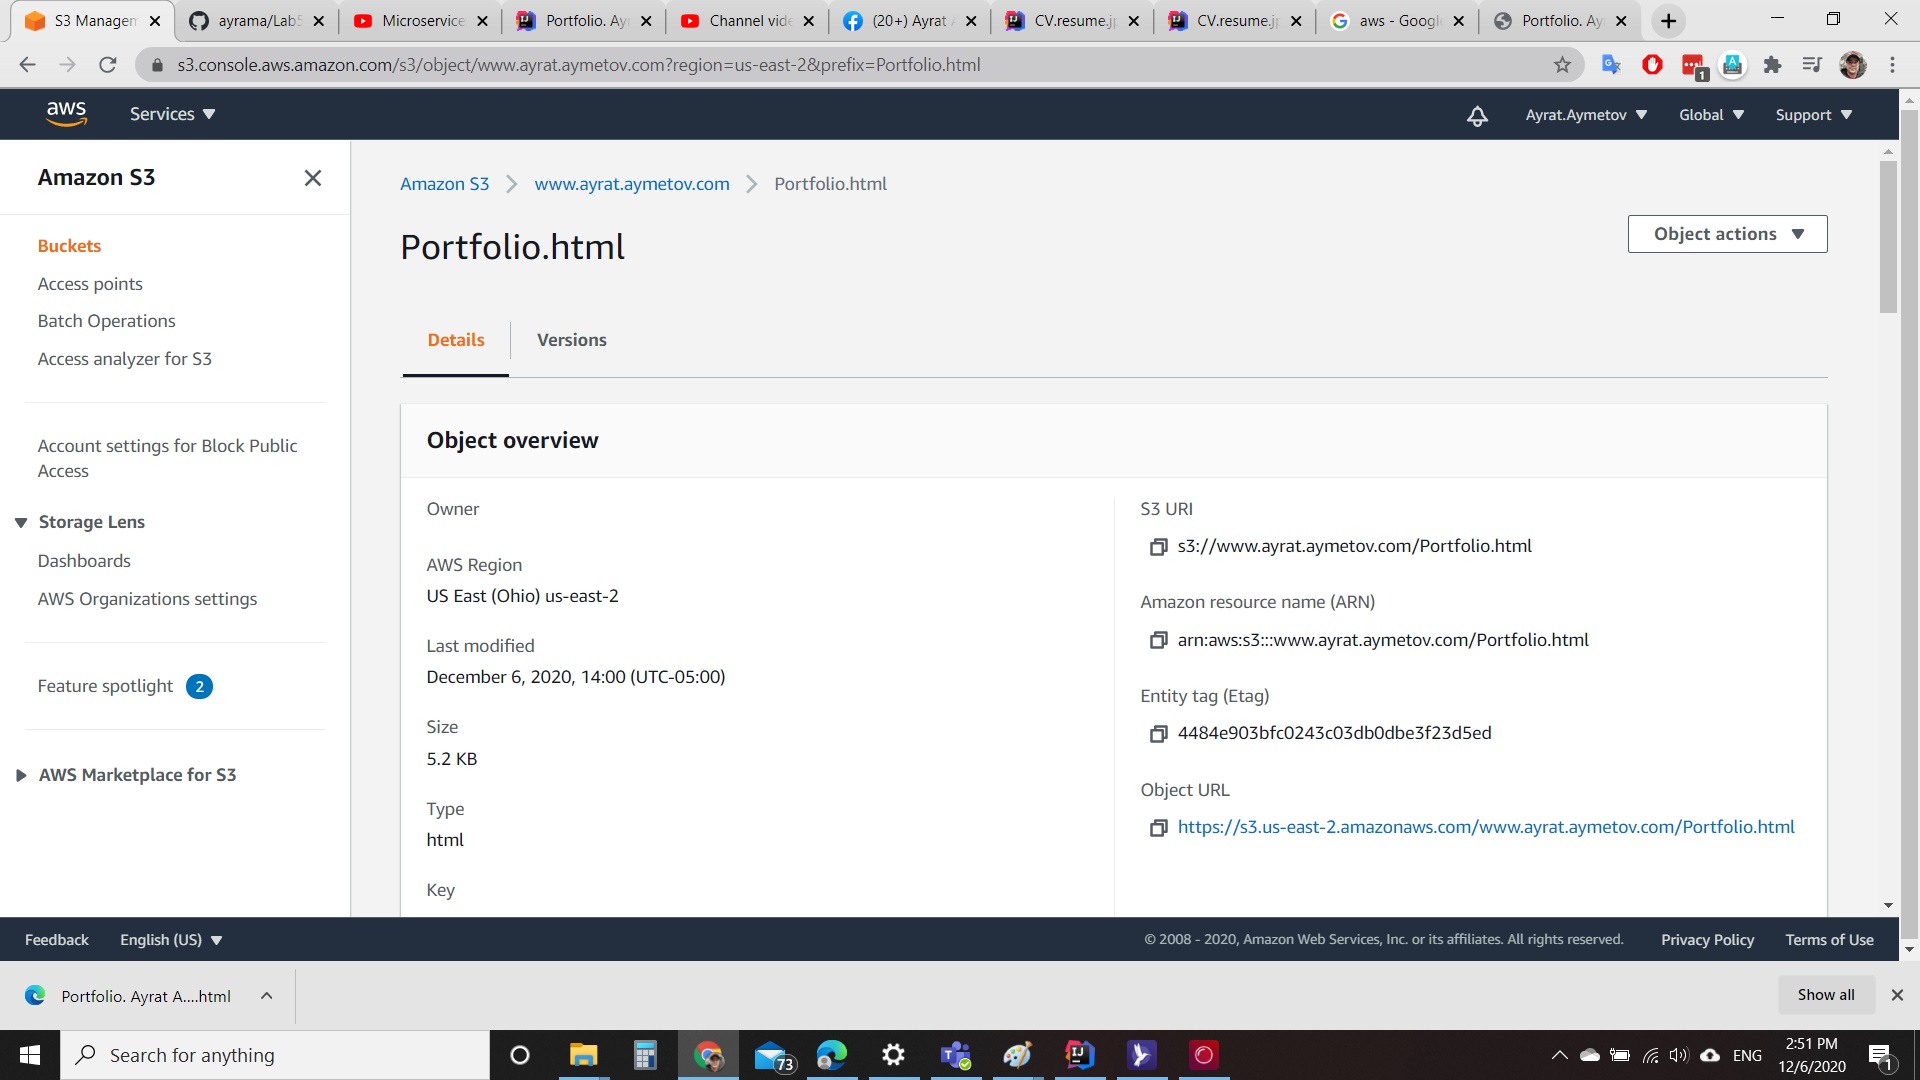 S3 Managem
ayrama/Lab5
Microservice
Portfolio. Ay
Channel vide
(20+) Ayrat A
CV.resume.jp
CV.resume.jp
aws - Google
Portfolio. Ay
s3.console.aws.amazon.com/s3/object/www.ayrat.aymetov.com?region=us-east-2&prefix=Portfolio.html
1
aws
Services
Ayrat.Aymetov
Global
Support
Amazon S3
Buckets
Access points
Batch Operations
Access analyzer for S3
Account settings for Block Public
Access
Storage Lens
Dashboards
AWS Organizations settings
Feature spotlight 2
AWS Marketplace for S3
Amazon S3 > www.ayrat.aymetov.com > Portfolio.html
Portfolio.html
Object actions
Details
Versions
Object overview
Owner
AWS Region
US East (Ohio) us-east-2
Last modified
December 6, 2020, 14:00 (UTC-05:00)
Size
5.2 KB
Type
html
Key
S3 URI
s3://www.ayrat.aymetov.com/Portfolio.html
Amazon resource name (ARN)
arn:aws:s3:::www.ayrat.aymetov.com/Portfolio.html
Entity tag (Etag)
4484e903bfc0243c03db0dbe3f23d5ed
Object URL
https://s3.us-east-2.amazonaws.com/www.ayrat.aymetov.com/Portfolio.html
Feedback
English (US)
© 2008 - 2020, Amazon Web Services, Inc. or its affiliates. All rights reserved.
Privacy Policy
Terms of Use
Portfolio. Ayrat A....html
Show all
Search for anything
73
ENG
2:51 PM
12/6/2020
1